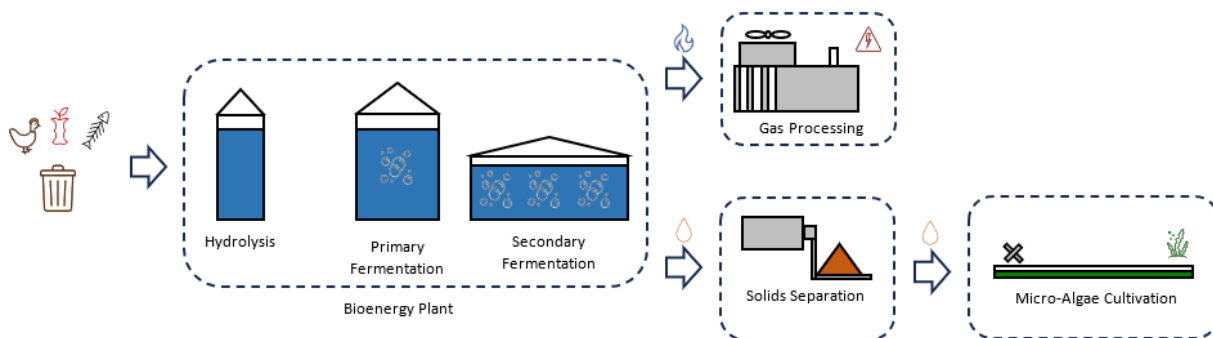 Gas Processing
Hydrolysis
Primary
Fermentation
Secondary
Fermentation
Bioenergy Plant
Solids Separation
Micro-Algae Cultivation